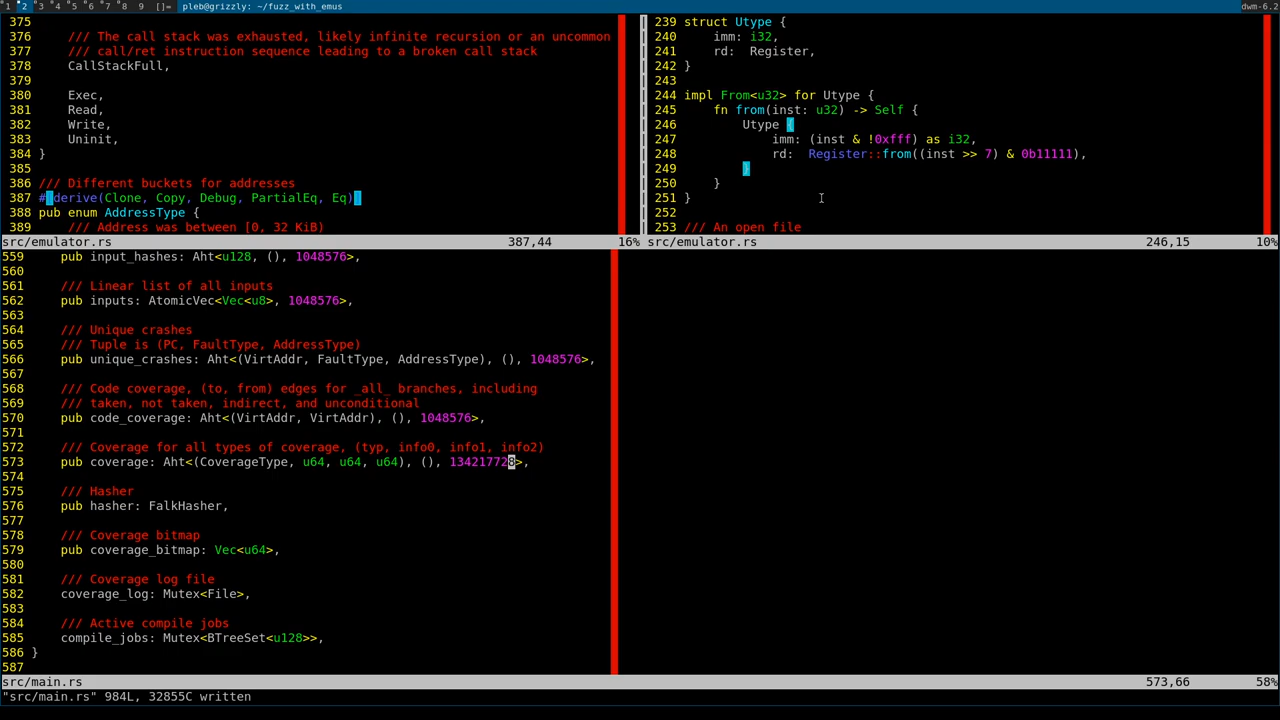 1 2 3 4 5 6 7 8 9 []= pleb@grizzly: ~/fuzz_with_emus dwm-6.2
375
376     /// The call stack was exhausted, likely infinite recursion or an uncommon
377     /// call/ret instruction sequence leading to a broken call stack
378     CallStackFull,
379
380     Exec,
381     Read,
382     Write,
383     Uninit,
384 }
385
386 /// Different buckets for addresses
387 #[derive(Clone, Copy, Debug, PartialEq, Eq)]
388 pub enum AddressType {
389     /// Address was between [0, 32 KiB)
src/emulator.rs 387,44 16%
239 struct Utype {
240     imm: i32,
241     rd:  Register,
242 }
243
244 impl From<u32> for Utype {
245     fn from(inst: u32) -> Self {
246         Utype {
247             imm: (inst & !0xfff) as i32,
248             rd:  Register::from((inst >> 7) & 0b11111),
249         }
250     }
251 }
252
253 /// An open file
src/emulator.rs 246,15 10%
559     pub input_hashes: Aht<u128, (), 1048576>,
560
561     /// Linear list of all inputs
562     pub inputs: AtomicVec<Vec<u8>, 1048576>,
563
564     /// Unique crashes
565     /// Tuple is (PC, FaultType, AddressType)
566     pub unique_crashes: Aht<(VirtAddr, FaultType, AddressType), (), 1048576>,
567
568     /// Code coverage, (to, from) edges for _all_ branches, including
569     /// taken, not taken, indirect, and unconditional
570     pub code_coverage: Aht<(VirtAddr, VirtAddr), (), 1048576>,
571
572     /// Coverage for all types of coverage, (typ, info0, info1, info2)
573     pub coverage: Aht<(CoverageType, u64, u64, u64), (), 134217728>,
574
575     /// Hasher
576     pub hasher: FalkHasher,
577
578     /// Coverage bitmap
579     pub coverage_bitmap: Vec<u64>,
580
581     /// Coverage log file
582     coverage_log: Mutex<File>,
583
584     /// Active compile jobs
585     compile_jobs: Mutex<BTreeSet<u128>>,
586 }
587
src/main.rs 573,66 58%
"src/main.rs" 984L, 32855C written